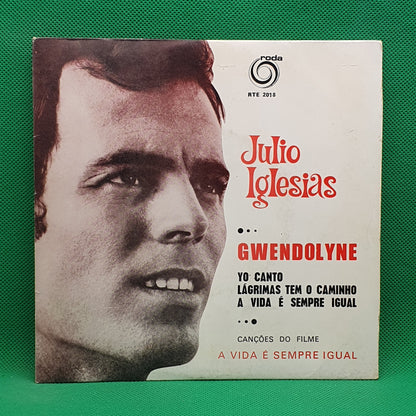 roda
RTE 2018
Julio
Iglesias
GWENDOLYNE
YO CANTO
LÁGRIMAS TEM O CAMINHO
A VIDA É SEMPRE IGUAL
CANÇÕES DO FILME
A VIDA É SEMPRE IGUAL